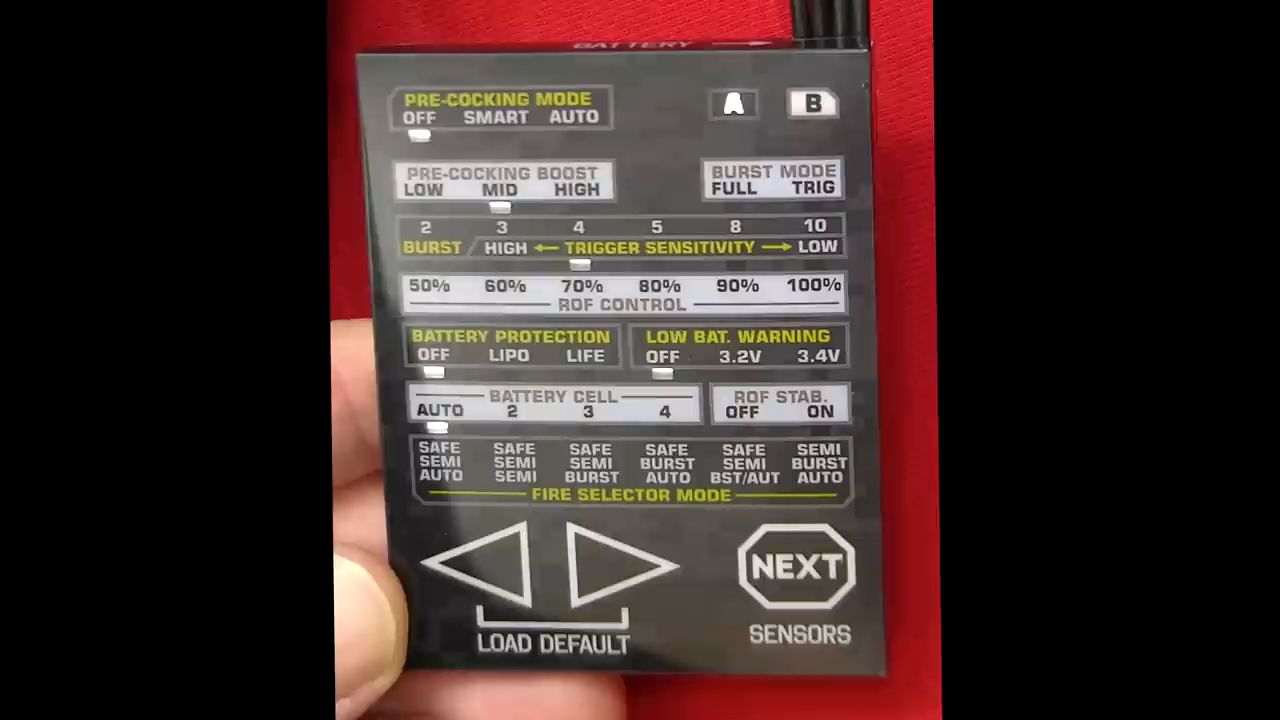 BATTERY
PRE-COCKING MODE
OFF SMART AUTO
A B
PRE-COCKING BOOST
LOW MID HIGH
BURST MODE
FULL TRIG
2 3 4 5 8 10
BURST / HIGH ← TRIGGER SENSITIVITY → LOW
50% 60% 70% 80% 90% 100%
ROF CONTROL
BATTERY PROTECTION
OFF LIPO LIFE
LOW BAT. WARNING
OFF 3.2V 3.4V
BATTERY CELL
AUTO 2 3 4
ROF STAB.
OFF ON
SAFE SAFE SAFE SAFE SAFE SEMI
SEMI SEMI SEMI BURST SEMI BURST
AUTO SEMI BURST AUTO BST/AUT AUTO
FIRE SELECTOR MODE
NEXT
LOAD DEFAULT
SENSORS